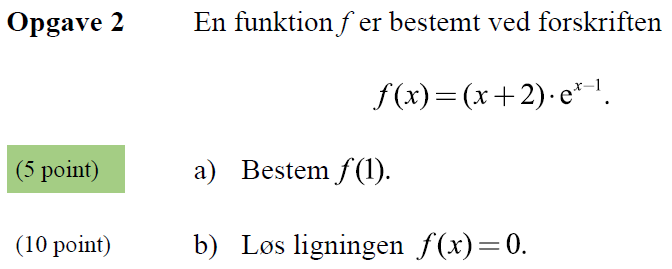 Opgave 2 En funktion f er bestemt ved forskriften
f(x) = (x + 2) · e^{x−1}.
(5 point) a) Bestem f(1).
(10 point) b) Løs ligningen f(x) = 0.